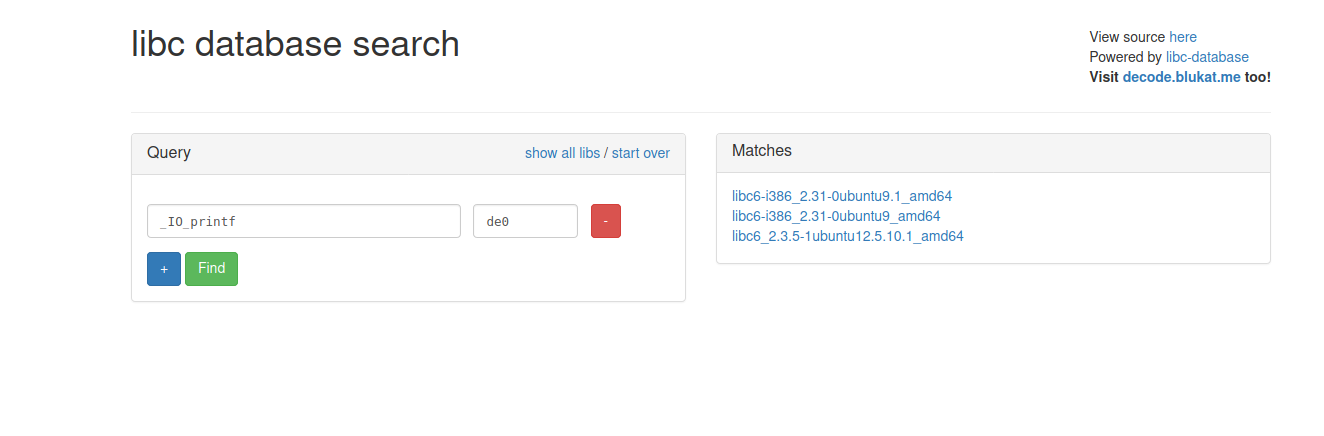 libc database search
View source here
Powered by libc-database
Visit decode.blukat.me too!
Query
show all libs / start over
_IO_printf
de0
-
+
Find
Matches
libc6-i386_2.31-0ubuntu9.1_amd64
libc6-i386_2.31-0ubuntu9_amd64
libc6_2.3.5-1ubuntu12.5.10.1_amd64